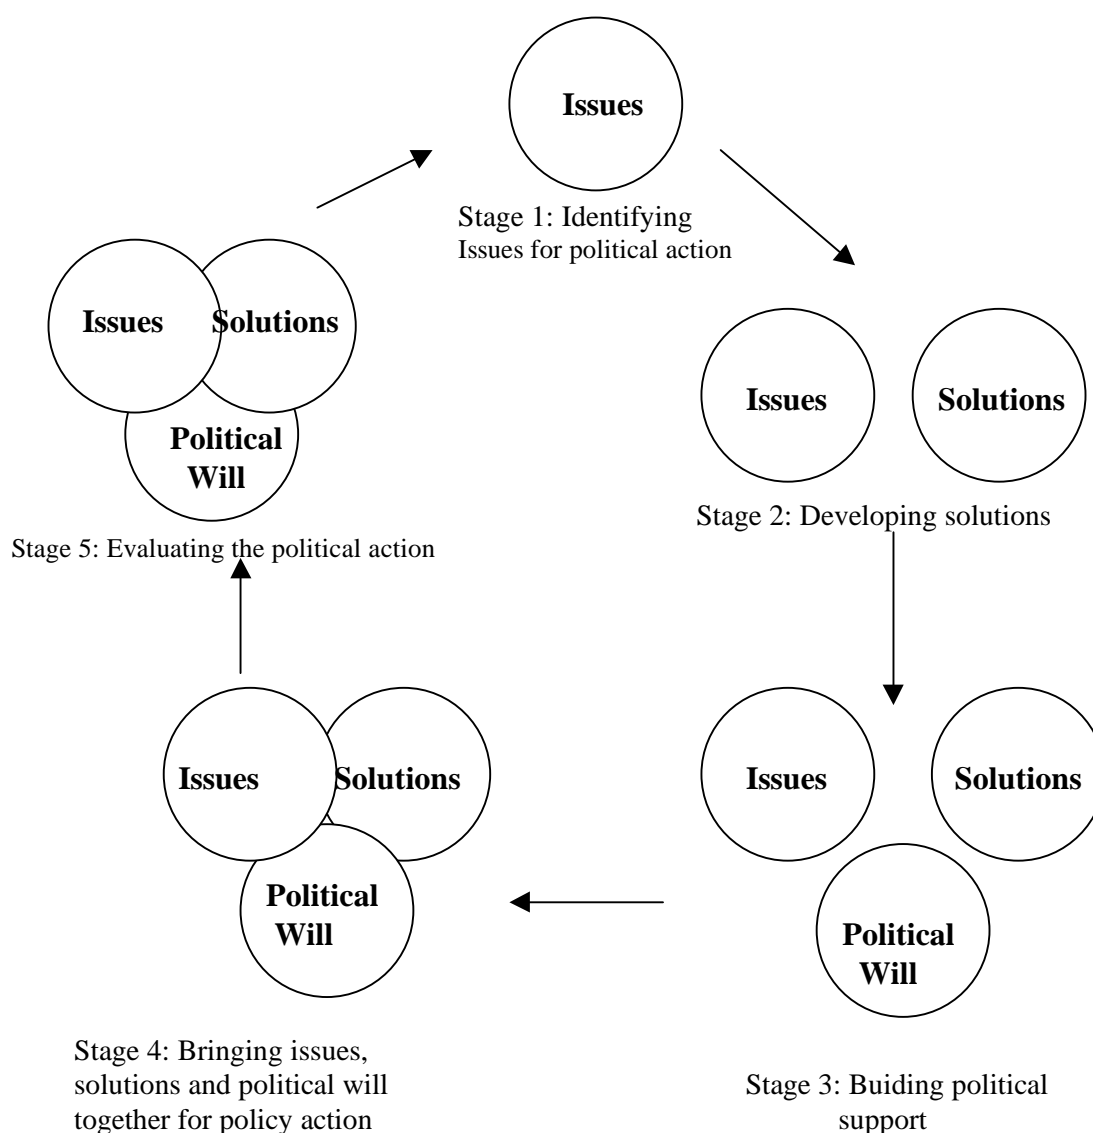 Issues
Stage 1: Identifying
Issues for political action
Issues
Solutions
Stage 2: Developing solutions
Issues
Solutions
Political
Will
Stage 3: Buiding political
support
Issues
Solutions
Political
Will
Stage 4: Bringing issues,
solutions and political will
together for policy action
Issues
Solutions
Political
Will
Stage 5: Evaluating the political action